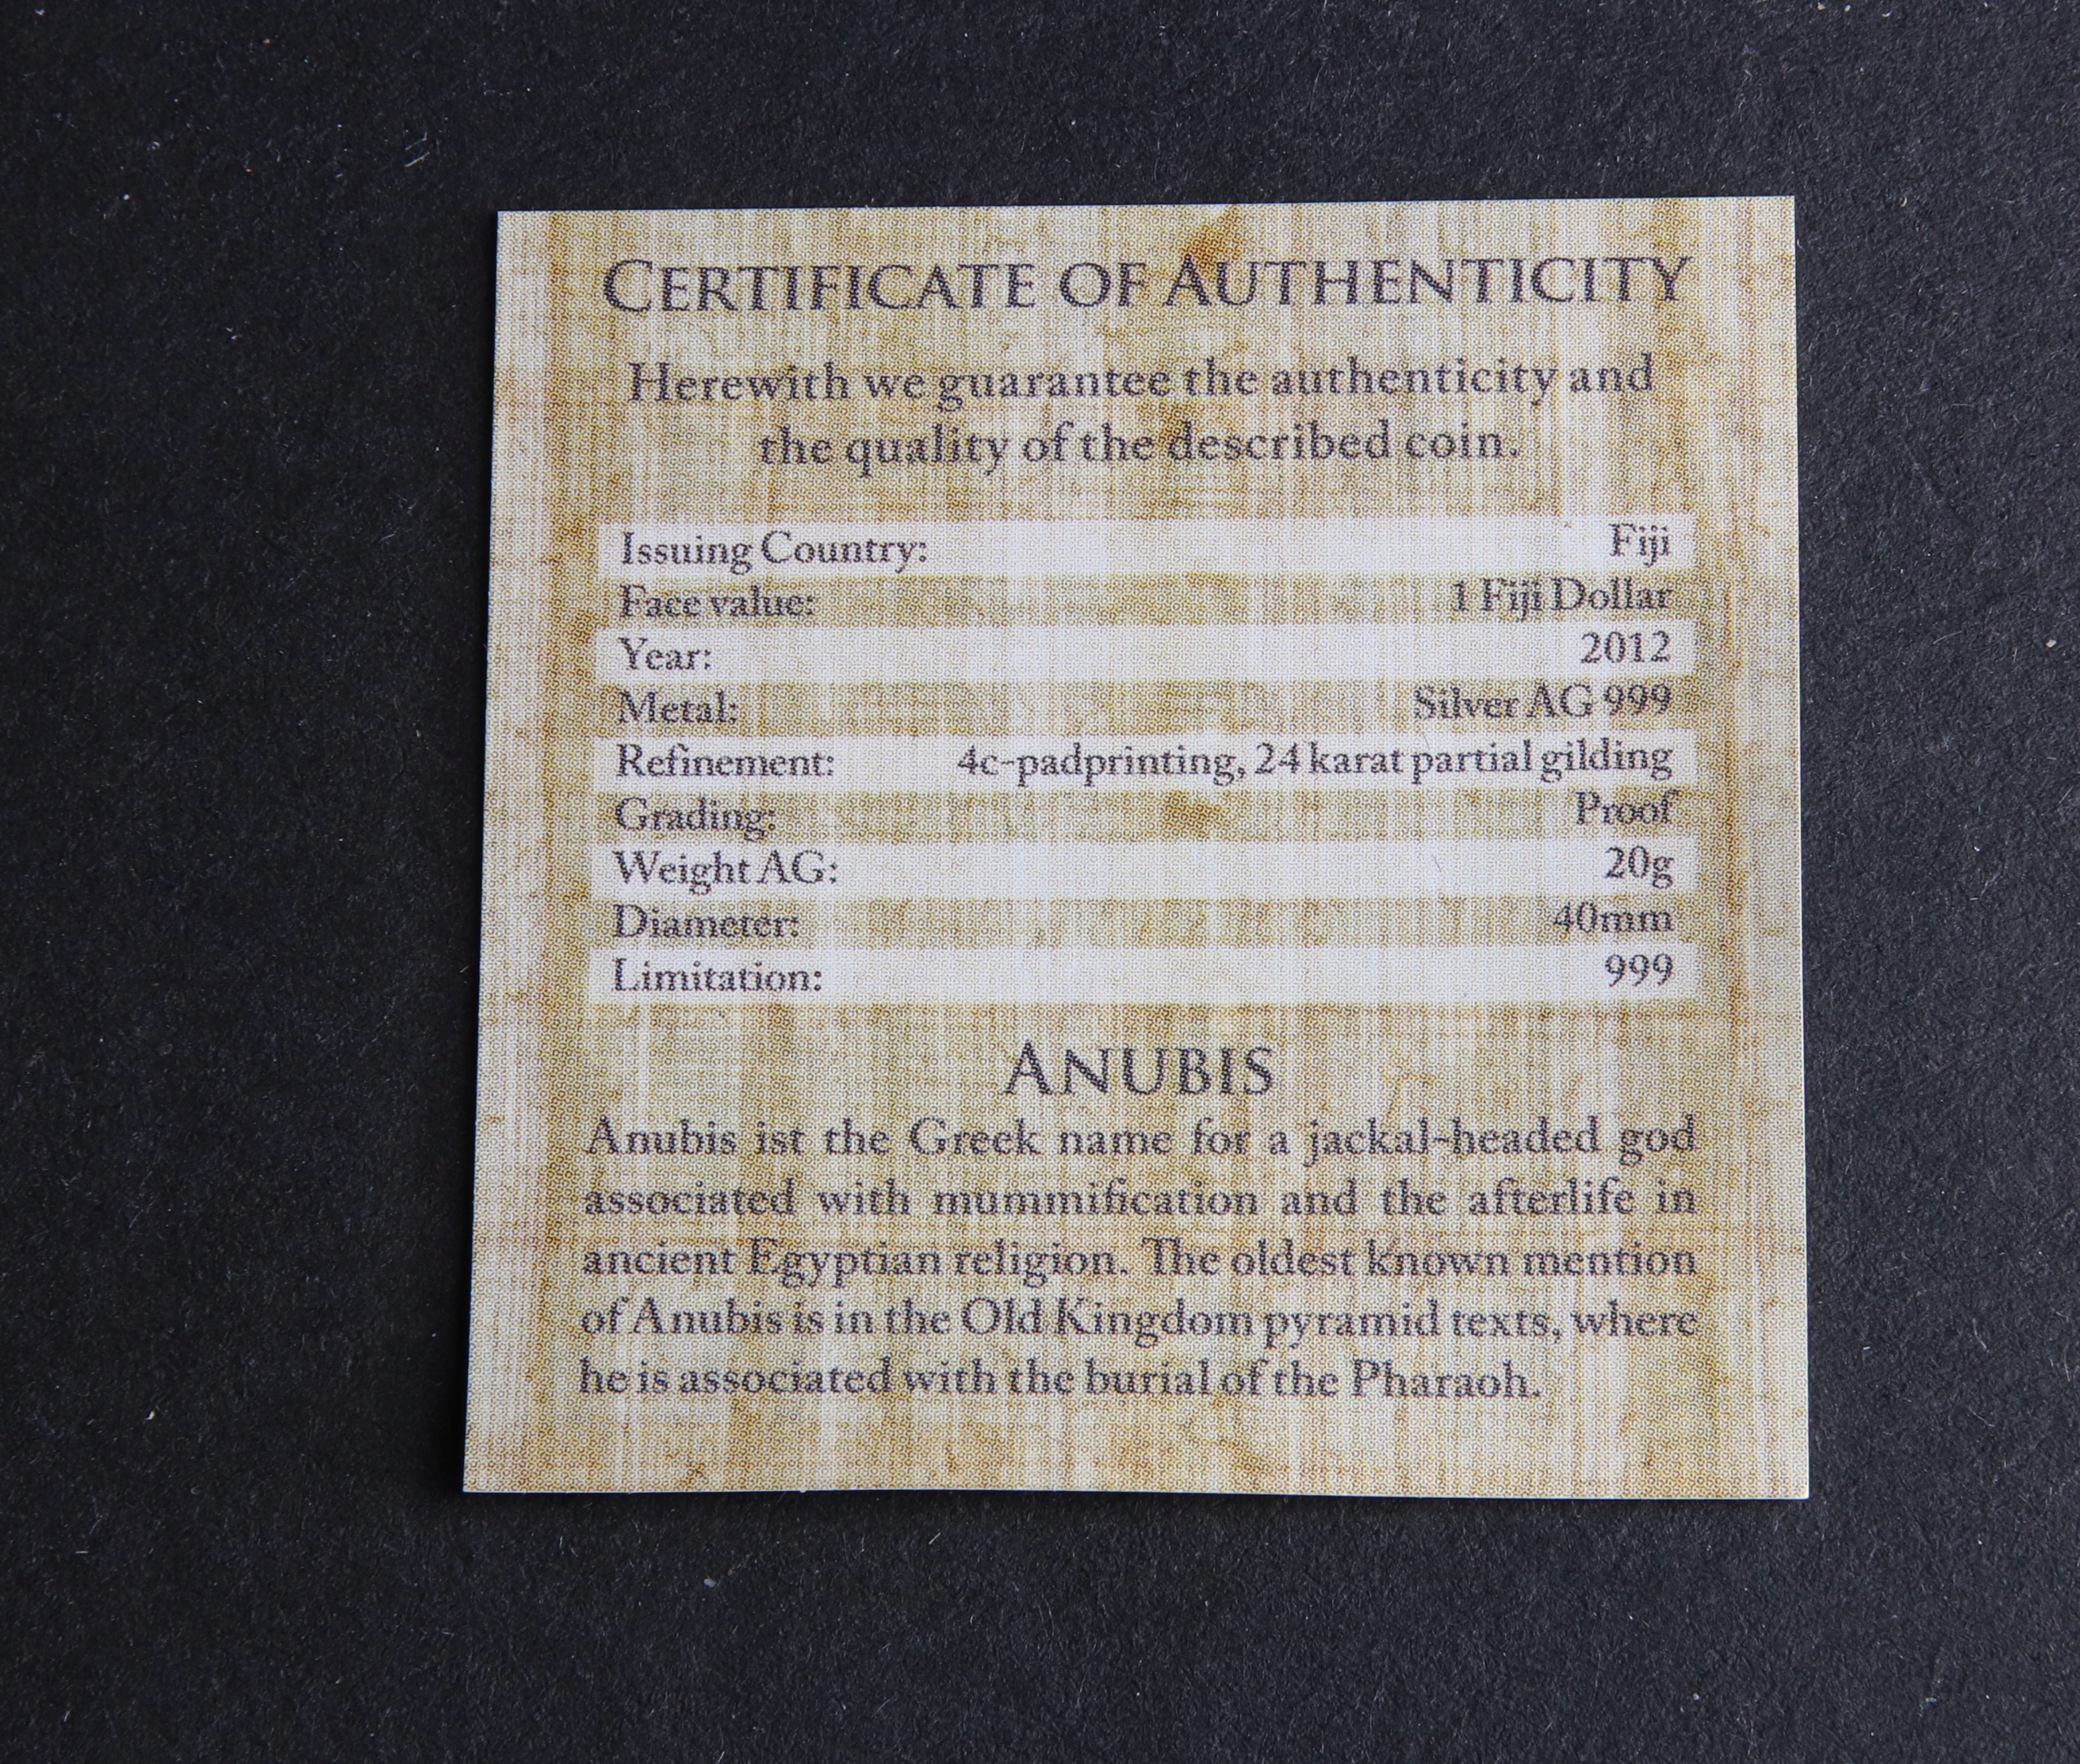 CERTIFICATE OF AUTHENTICITY
Herewith we guarantee the authenticity and
the quality of the described coin.
Issuing Country: Fiji
Face value: 1 Fiji Dollar
Year: 2012
Metal: Silver AG 999
Refinement: 4c-padprinting, 24 karat partial gilding
Grading: Proof
Weight AG: 20g
Diameter: 40mm
Limitation: 999
ANUBIS
Anubis ist the Greek name for a jackal-headed god
associated with mummification and the afterlife in
ancient Egyptian religion. The oldest known mention
of Anubis is in the Old Kingdom pyramid texts, where
he is associated with the burial of the Pharaoh.